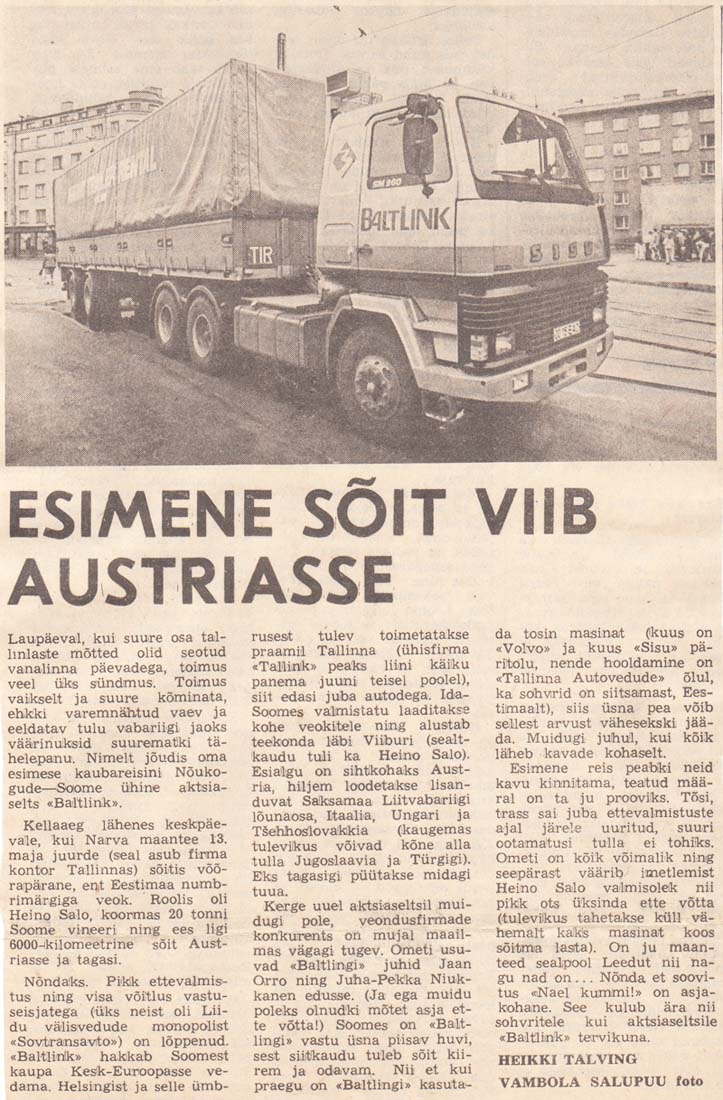 SM 260
BALTLINK
SISU
TIR
ESIMENE SÕIT VIIB
AUSTRIASSE
Laupäeval, kui suure osa tal-
linlaste mõtted olid seotud
vanalinna päevadega, toimus
veel üks sündmus. Toimus
vaikselt ja suure kõminata,
ehkki varemnähtud vaev ja
eeldatav tulu vabariigi jaoks
väärinuksid suurematki tä-
helepanu. Nimelt jõudis oma
esimese kaubareisini Nõuko-
gude—Soome ühine aktsia-
selts «Baltlink».
Kellaaeg lähenes keskpäe-
vale, kui Narva maantee 13.
maja juurde (seal asub firma
kontor Tallinnas) sõitis võõ-
rapärane, ent Eestimaa numb-
rimärgiga veok. Roolis oli
Heino Salo, koormas 20 tonni
Soome vineeri ning ees ligi
6000-kilomeetrine sõit Aust-
riasse ja tagasi.
Nõndaks. Pikk ettevalmis-
tus ning visa võitlus vastu-
seisjatega (üks neist oli Lii-
du välisvedude monopolist
«Sovtransavto») on lõppenud.
«Baltlink» hakkab Soomest
kaupa Kesk-Euroopasse ve-
dama. Helsingist ja selle ümb-
rusest tulev toimetatakse
praamil Tallinna (ühisfirma
«Tallink» peaks liini käiku
panema juuni teisel poolel),
siit edasi juba autodega. Ida-
Soomes valmistatu laaditakse
kohe veokitele ning alustab
teekonda läbi Viiburi (sealt-
kaudu tuli ka Heino Salo).
Esialgu on sihtkohaks Aust-
ria, hiljem loodetakse lisan-
duvat Saksamaa Liitvabariigi
lõunaosa, Itaalia, Ungari ja
Tšehhoslovakkia (kaugemas
tulevikus võivad kõne alla
tulla Jugoslaavia ja Türgigi).
Eks tagasigi püütakse midagi
tuua.
Kerge uuel aktsiaseltsil mui-
dugi pole, veondusfirmade
konkurents on mujal maail-
mas vägagi tugev. Ometi usu-
vad «Baltlingi» juhid Jaan
Orro ning Juha-Pekka Niuk-
kanen edusse. (Ja ega muidu
poleks olnudki mõtet asja et-
te võtta!) Soomes on «Balt-
lingi» vastu üsna piisav huvi,
sest siitkaudu tuleb sõit kii-
rem ja odavam. Nii et kui
praegu on «Baltlingi» kasuta-
da tosin masinat (kuus on
«Volvo» ja kuus «Sisu» pä-
ritolu, nende hooldamine on
«Tallinna Autovedude» õlul,
ka sohvrid on siitsamast, Ees-
timaalt), siis üsna pea võib
sellest arvust vähesekski jää-
da. Muidugi juhul, kui kõik
läheb kavade kohaselt.
Esimene reis peabki neid
kavu kinnitama, teatud mää-
ral on ta ju prooviks. Tõsi,
trass sai juba ettevalmistuste
ajal järele uuritud, suuri
ootamatusi tulla ei tohiks.
Ometi on kõik võimalik ning
seepärast väärib imetlemist
Heino Salo valmisolek nii
pikk ots üksinda ette võtta
(tulevikus tahetakse küll vä-
hemalt kaks masinat koos
sõitma lasta). On ju maan-
teed sealpool Leedut nii na-
gu nad on... Nõnda et soovi-
tus «Nael kummi!» on asja-
kohane. See kulub ära nii
sohvritele kui aktsiaseltsile
«Baltlink» tervikuna.
HEIKKI TALVING
VAMBOLA SALUPUU foto